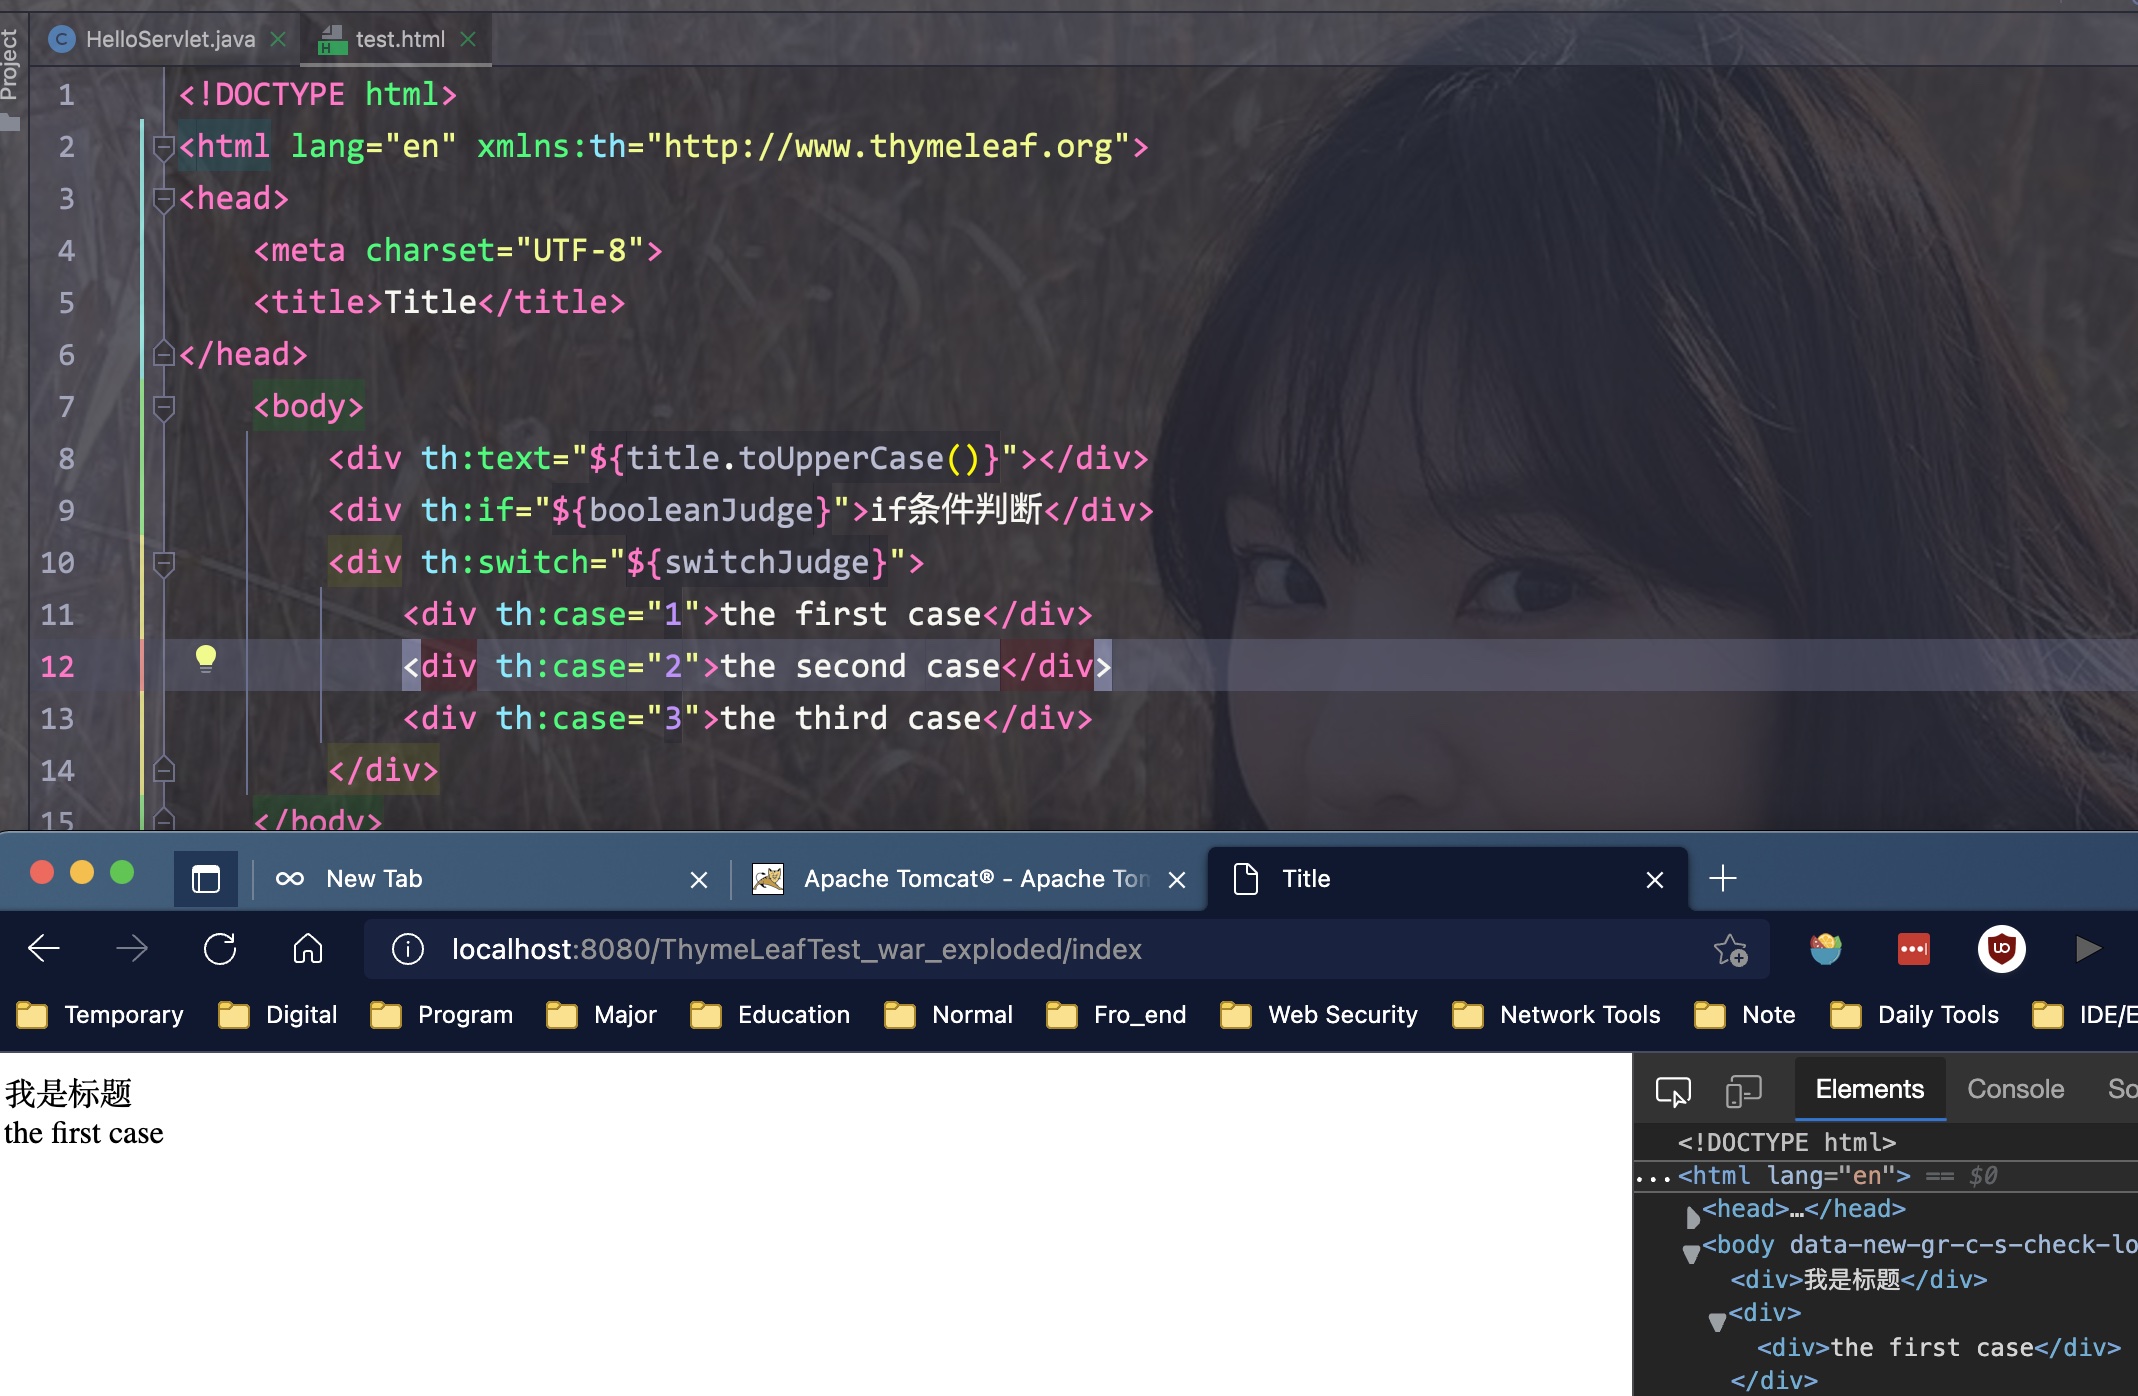 Project
HelloServlet.java
test.html
1 <!DOCTYPE html>
2 <html lang="en" xmlns:th="http://www.thymeleaf.org">
3 <head>
4 <meta charset="UTF-8">
5 <title>Title</title>
6 </head>
7 <body>
8 <div th:text="${title.toUpperCase()}"></div>
9 <div th:if="${booleanJudge}">if条件判断</div>
10 <div th:switch="${switchJudge}">
11 <div th:case="1">the first case</div>
12 <div th:case="2">the second case</div>
13 <div th:case="3">the third case</div>
14 </div>
15 </body>
New Tab
Apache Tomcat® - Apache Tom
Title
localhost:8080/ThymeLeafTest_war_exploded/index
Temporary Digital Program Major Education Normal Fro_end Web Security Network Tools Note Daily Tools IDE/E
我是标题
the first case
Elements Console So
<!DOCTYPE html>
...<html lang="en"> == $0
<head>…</head>
<body data-new-gr-c-s-check-lo
<div>我是标题</div>
<div>
<div>the first case</div>
</div>